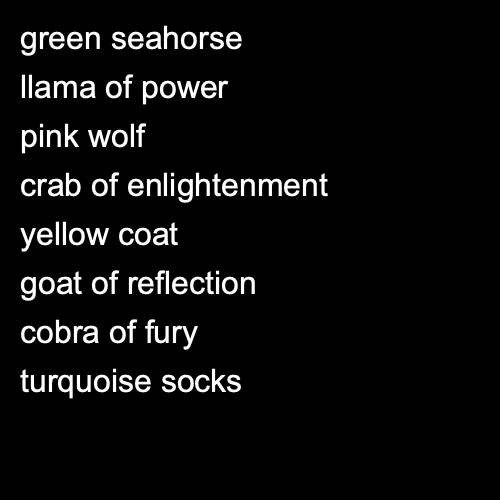 green seahorse
llama of power
pink wolf
crab of enlightenment
yellow coat
goat of reflection
cobra of fury
turquoise socks